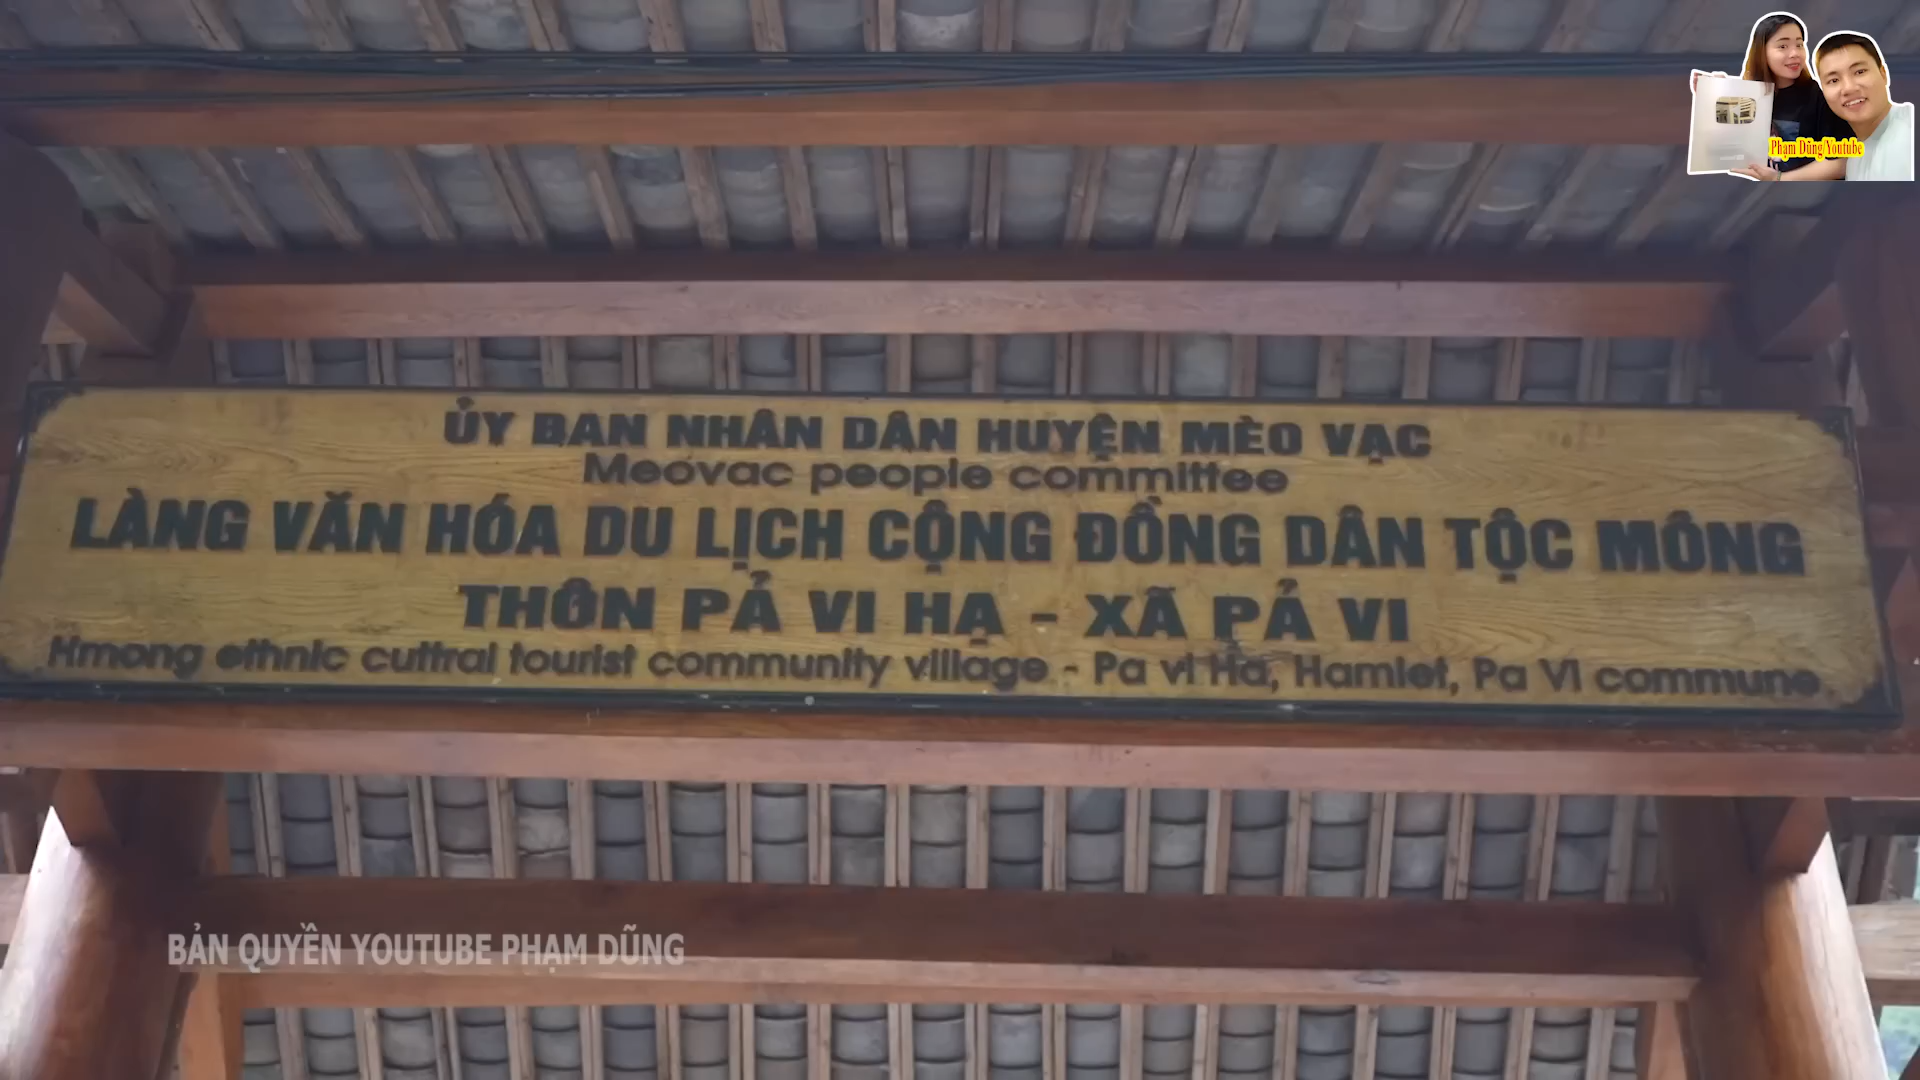 Phạm Dũng Youtube
ỦY BAN NHÂN DÂN HUYỆN MÈO VẠC
Meovac people committee
LÀNG VĂN HÓA DU LỊCH CỘNG ĐỒNG DÂN TỘC MÔNG
THÔN PẢ VI HẠ - XÃ PẢ VI
Hmong ethnic cultral tourist community village - Pa vi Ha, Hamlet, Pa Vi commune
BẢN QUYỀN YOUTUBE PHẠM DŨNG